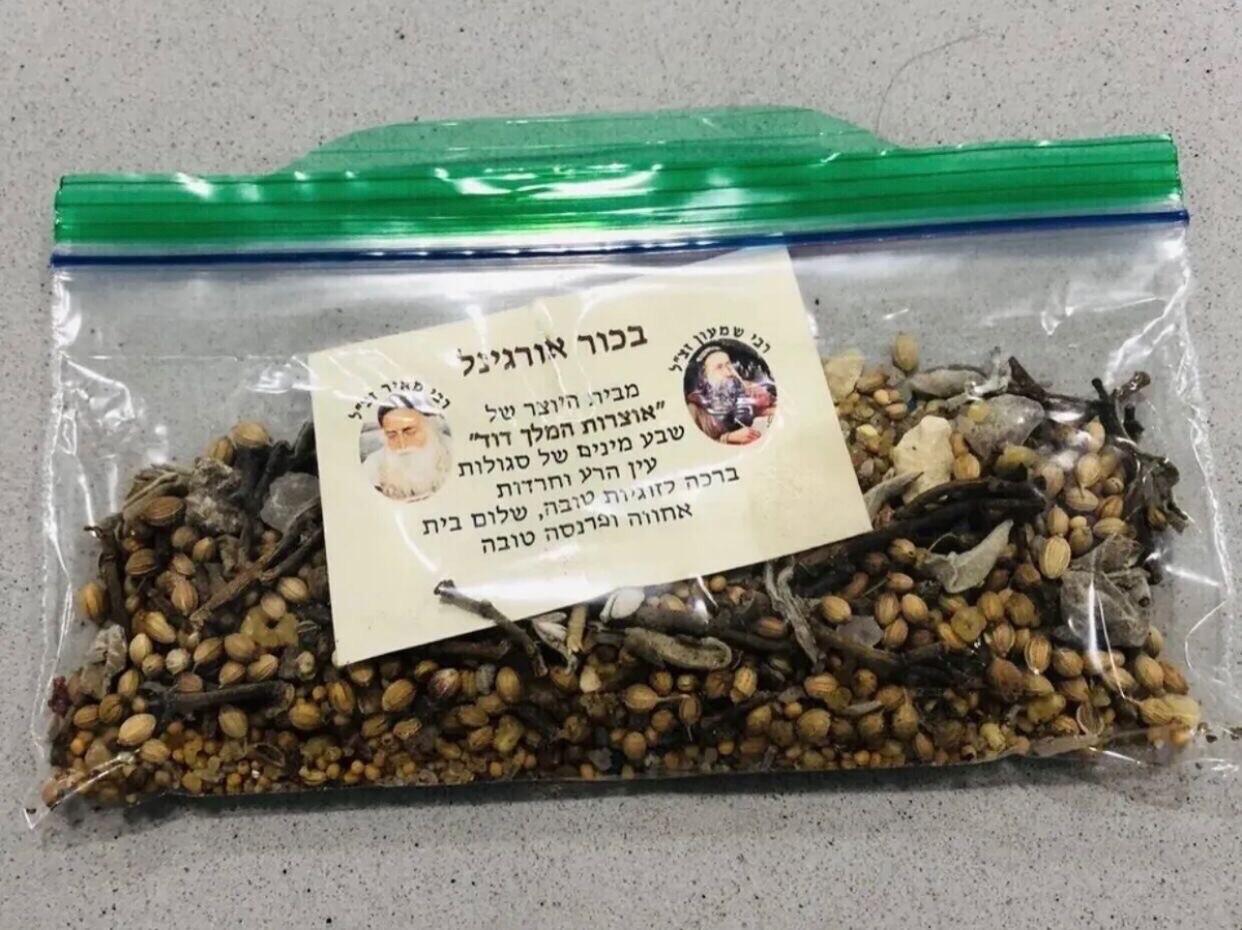 בכור אורגינל
רבי שמעון זצ״ל
רבי מאיר זצ״ל
מבית היוצר של
״אוצרות המלך דוד״
שבע מינים של סגולות
עין הרע וחרדות
ברכה לזוגיות טובה, שלום בית
אחווה ופרנסה טובה